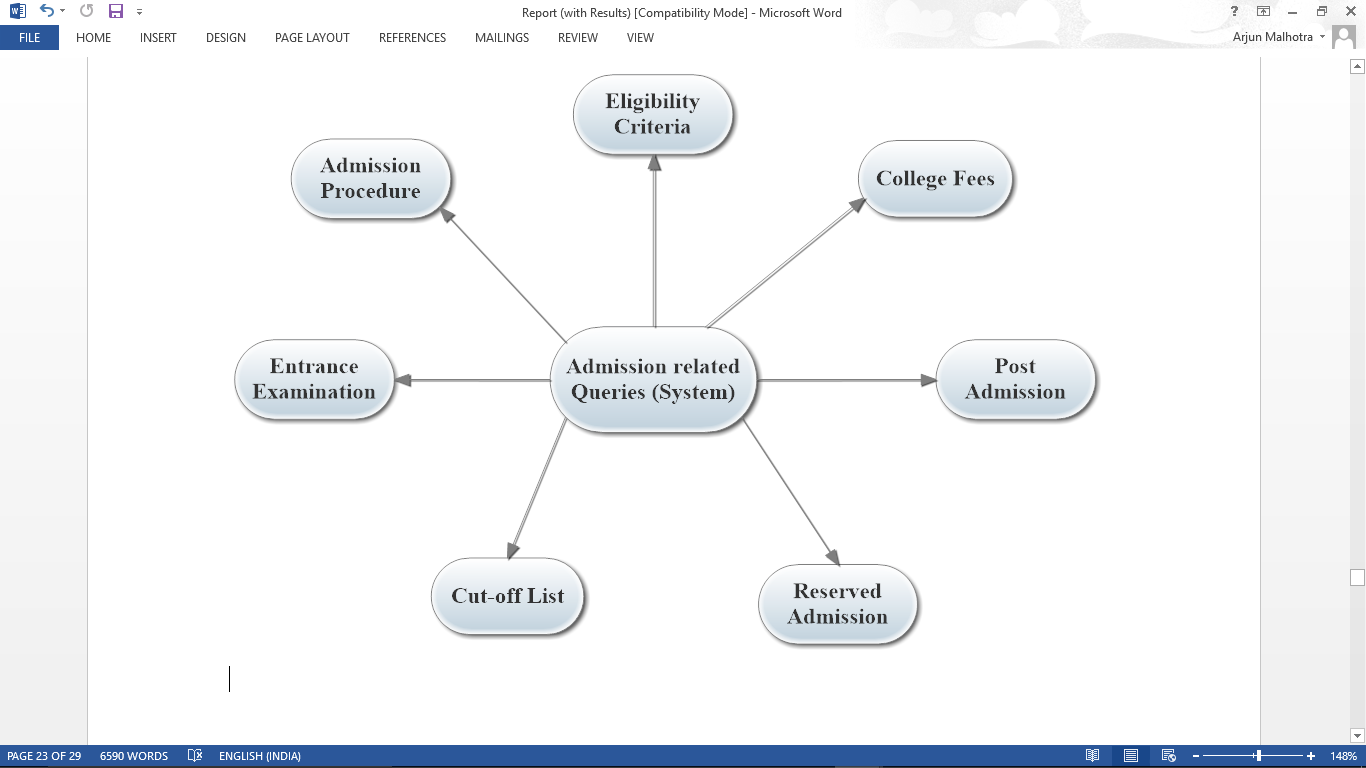 Report (with Results) [Compatibility Mode] - Microsoft Word
?
FILE HOME INSERT DESIGN PAGE LAYOUT REFERENCES MAILINGS REVIEW VIEW
Arjun Malhotra
Eligibility
Criteria
Admission
Procedure
College Fees
Entrance
Examination
Admission related
Queries (System)
Post
Admission
Cut-off List
Reserved
Admission
PAGE 23 OF 29 6590 WORDS ENGLISH (INDIA) 148%